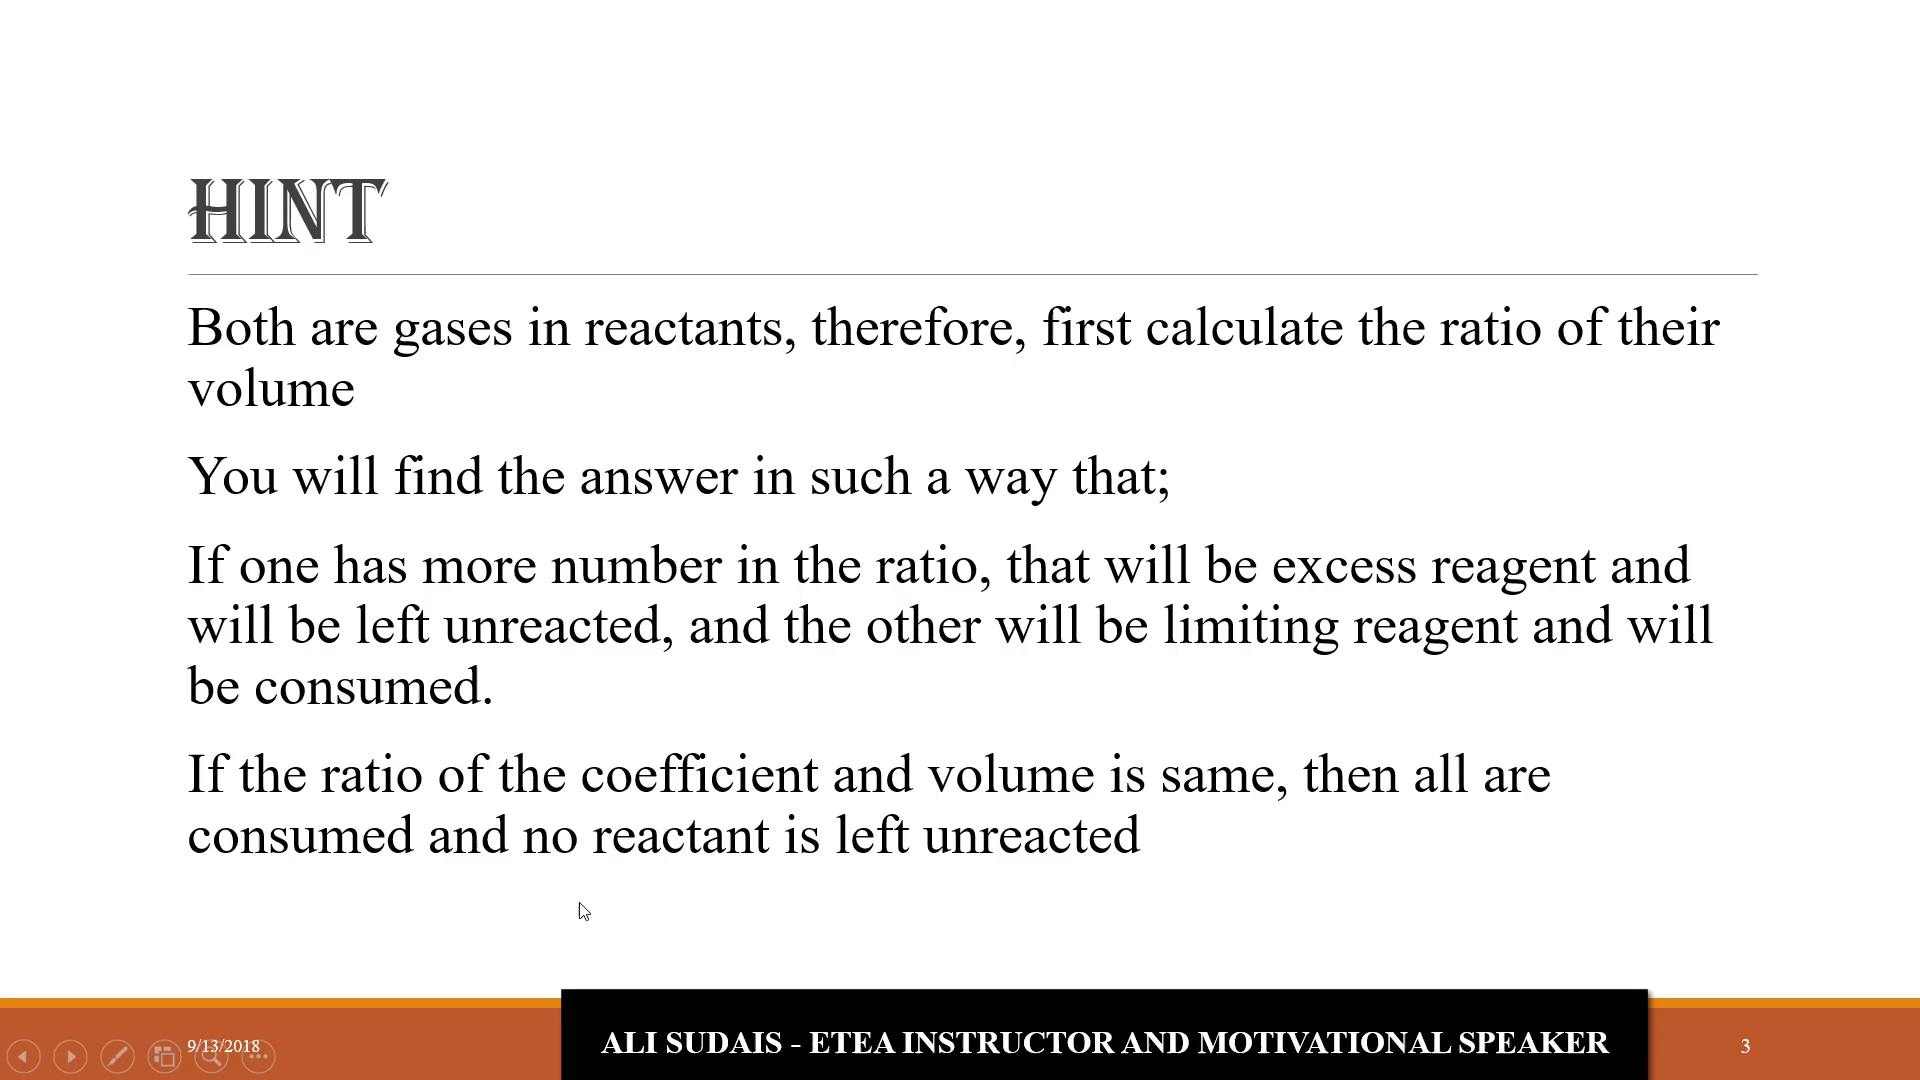 HINT
Both are gases in reactants, therefore, first calculate the ratio of their
volume
You will find the answer in such a way that;
If one has more number in the ratio, that will be excess reagent and
will be left unreacted, and the other will be limiting reagent and will
be consumed.
If the ratio of the coefficient and volume is same, then all are
consumed and no reactant is left unreacted
9/13/2018
ALI SUDAIS - ETEA INSTRUCTOR AND MOTIVATIONAL SPEAKER
3